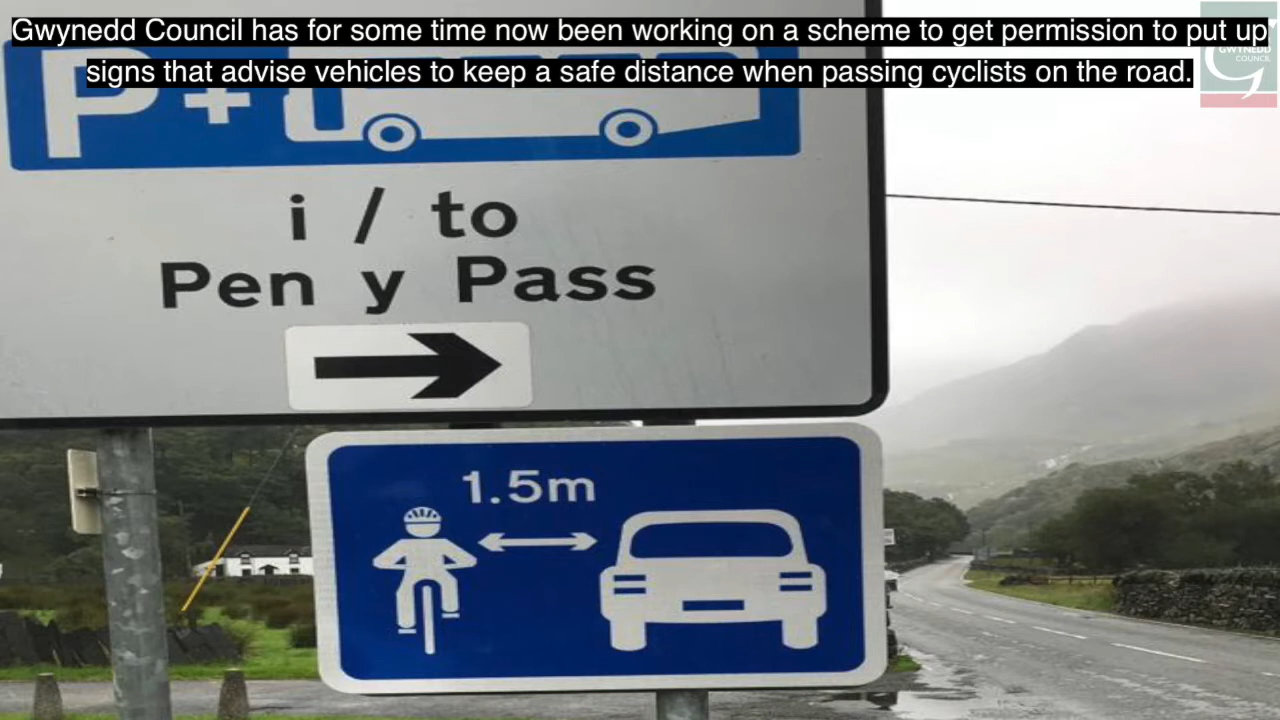 Gwynedd Council has for some time now been working on a scheme to get permission to put up
signs that advise vehicles to keep a safe distance when passing cyclists on the road.
GWYNEDD
COUNCIL
P+
i / to
Pen y Pass
1.5m